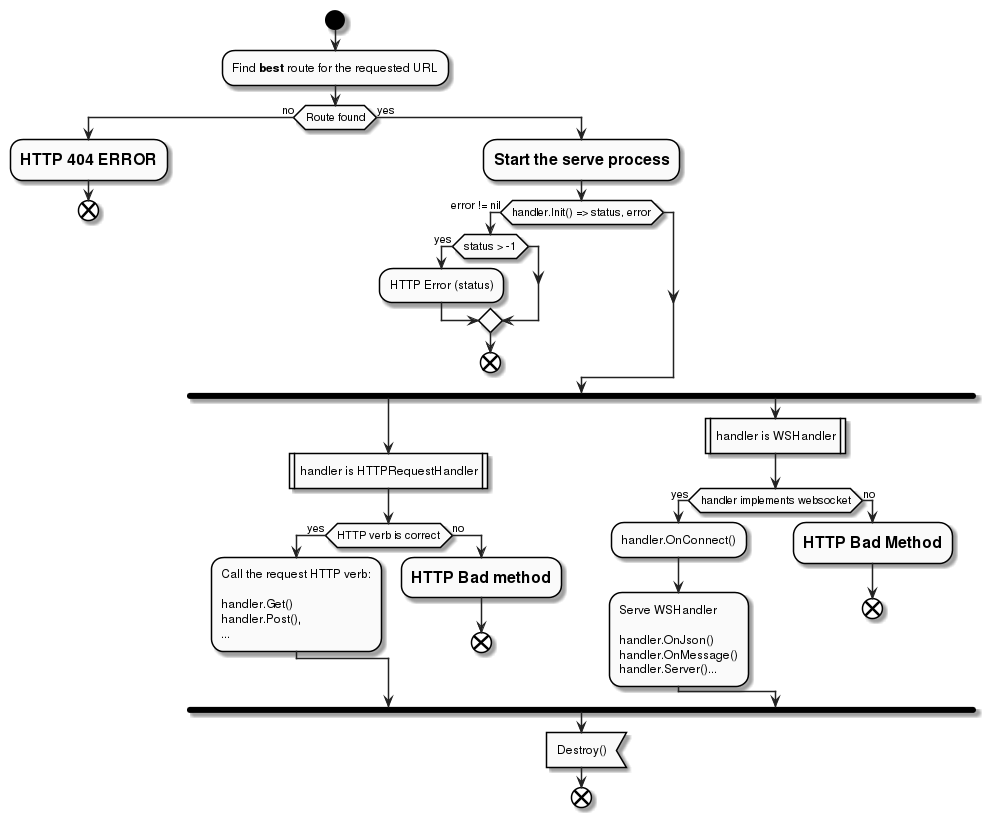 Find best route for the requested URL
no
Route found
yes
HTTP 404 ERROR
Start the serve process
error != nil
handler.Init() => status, error
yes
status > -1
HTTP Error (status)
handler is WSHandler
handler is HTTPRequestHandler
yes
handler implements websocket
no
yes
HTTP verb is correct
no
handler.OnConnect()
HTTP Bad Method
Call the request HTTP verb:
handler.Get()
handler.Post(),
...
HTTP Bad method
Serve WSHandler
handler.OnJson()
handler.OnMessage()
handler.Server()...
Destroy()